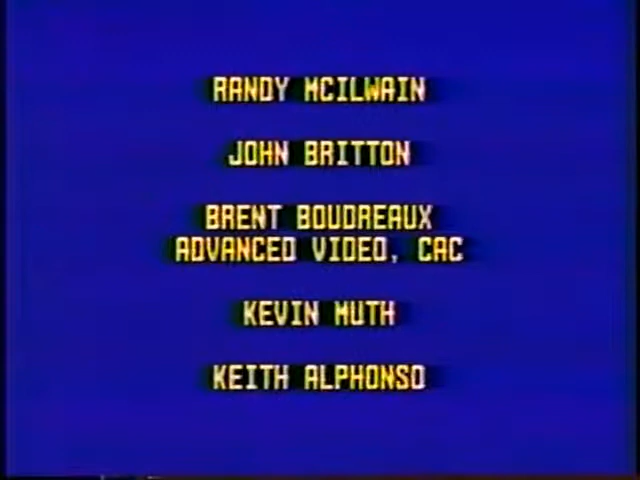 RANDY MCILWAIN
JOHN BRITTON
BRENT BOUDREAUX
ADVANCED VIDEO, CAC
KEVIN MUTH
KEITH ALPHONSO